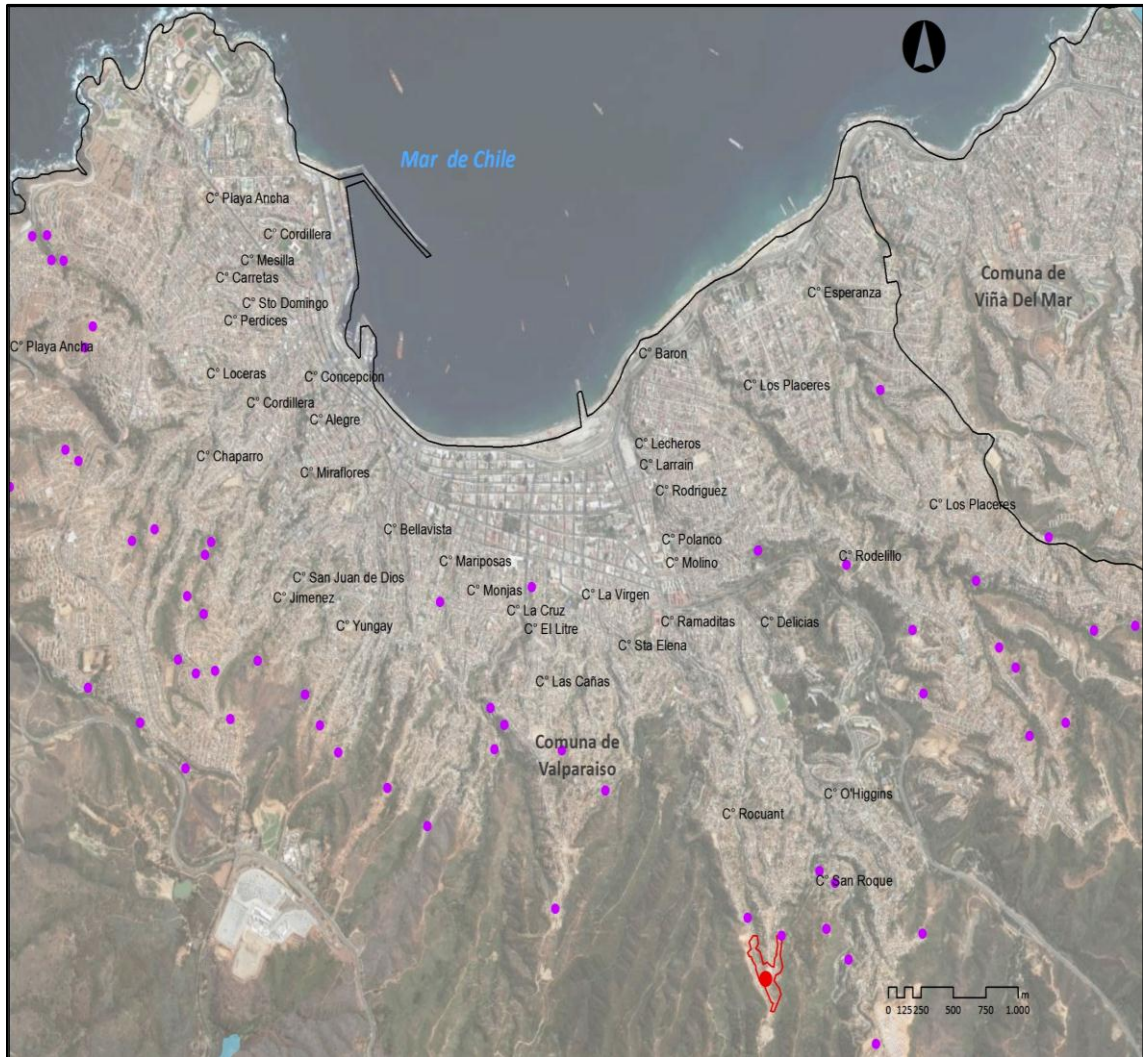 Mar de Chile
C° Playa Ancha
C° Cordillera
C° Mesilla
C° Carretas
Comuna de
Viña Del Mar
C° Esperanza
C° Sto Domingo
C° Perdices
C° Playa Ancha
C° Baron
C° Loceras
C° Concepcion
C° Los Placeres
C° Cordillera
C° Alegre
C° Lecheros
C° Chaparro
C° Larrain
C° Miraflores
C° Rodriguez
C° Los Placeres
C° Bellavista
C° Polanco
C° Rodelillo
C° Mariposas
C° Molino
C° San Juan de Dios
C° Monjas
C° La Virgen
C° Jimenez
C° La Cruz
C° Yungay
C° El Litre
C° Ramaditas
C° Delicias
C° Sta Elena
C° Las Cañas
Comuna de
Valparaiso
C° O'Higgins
C° Rocuant
C° San Roque
m
0 125 250 500 750 1.000